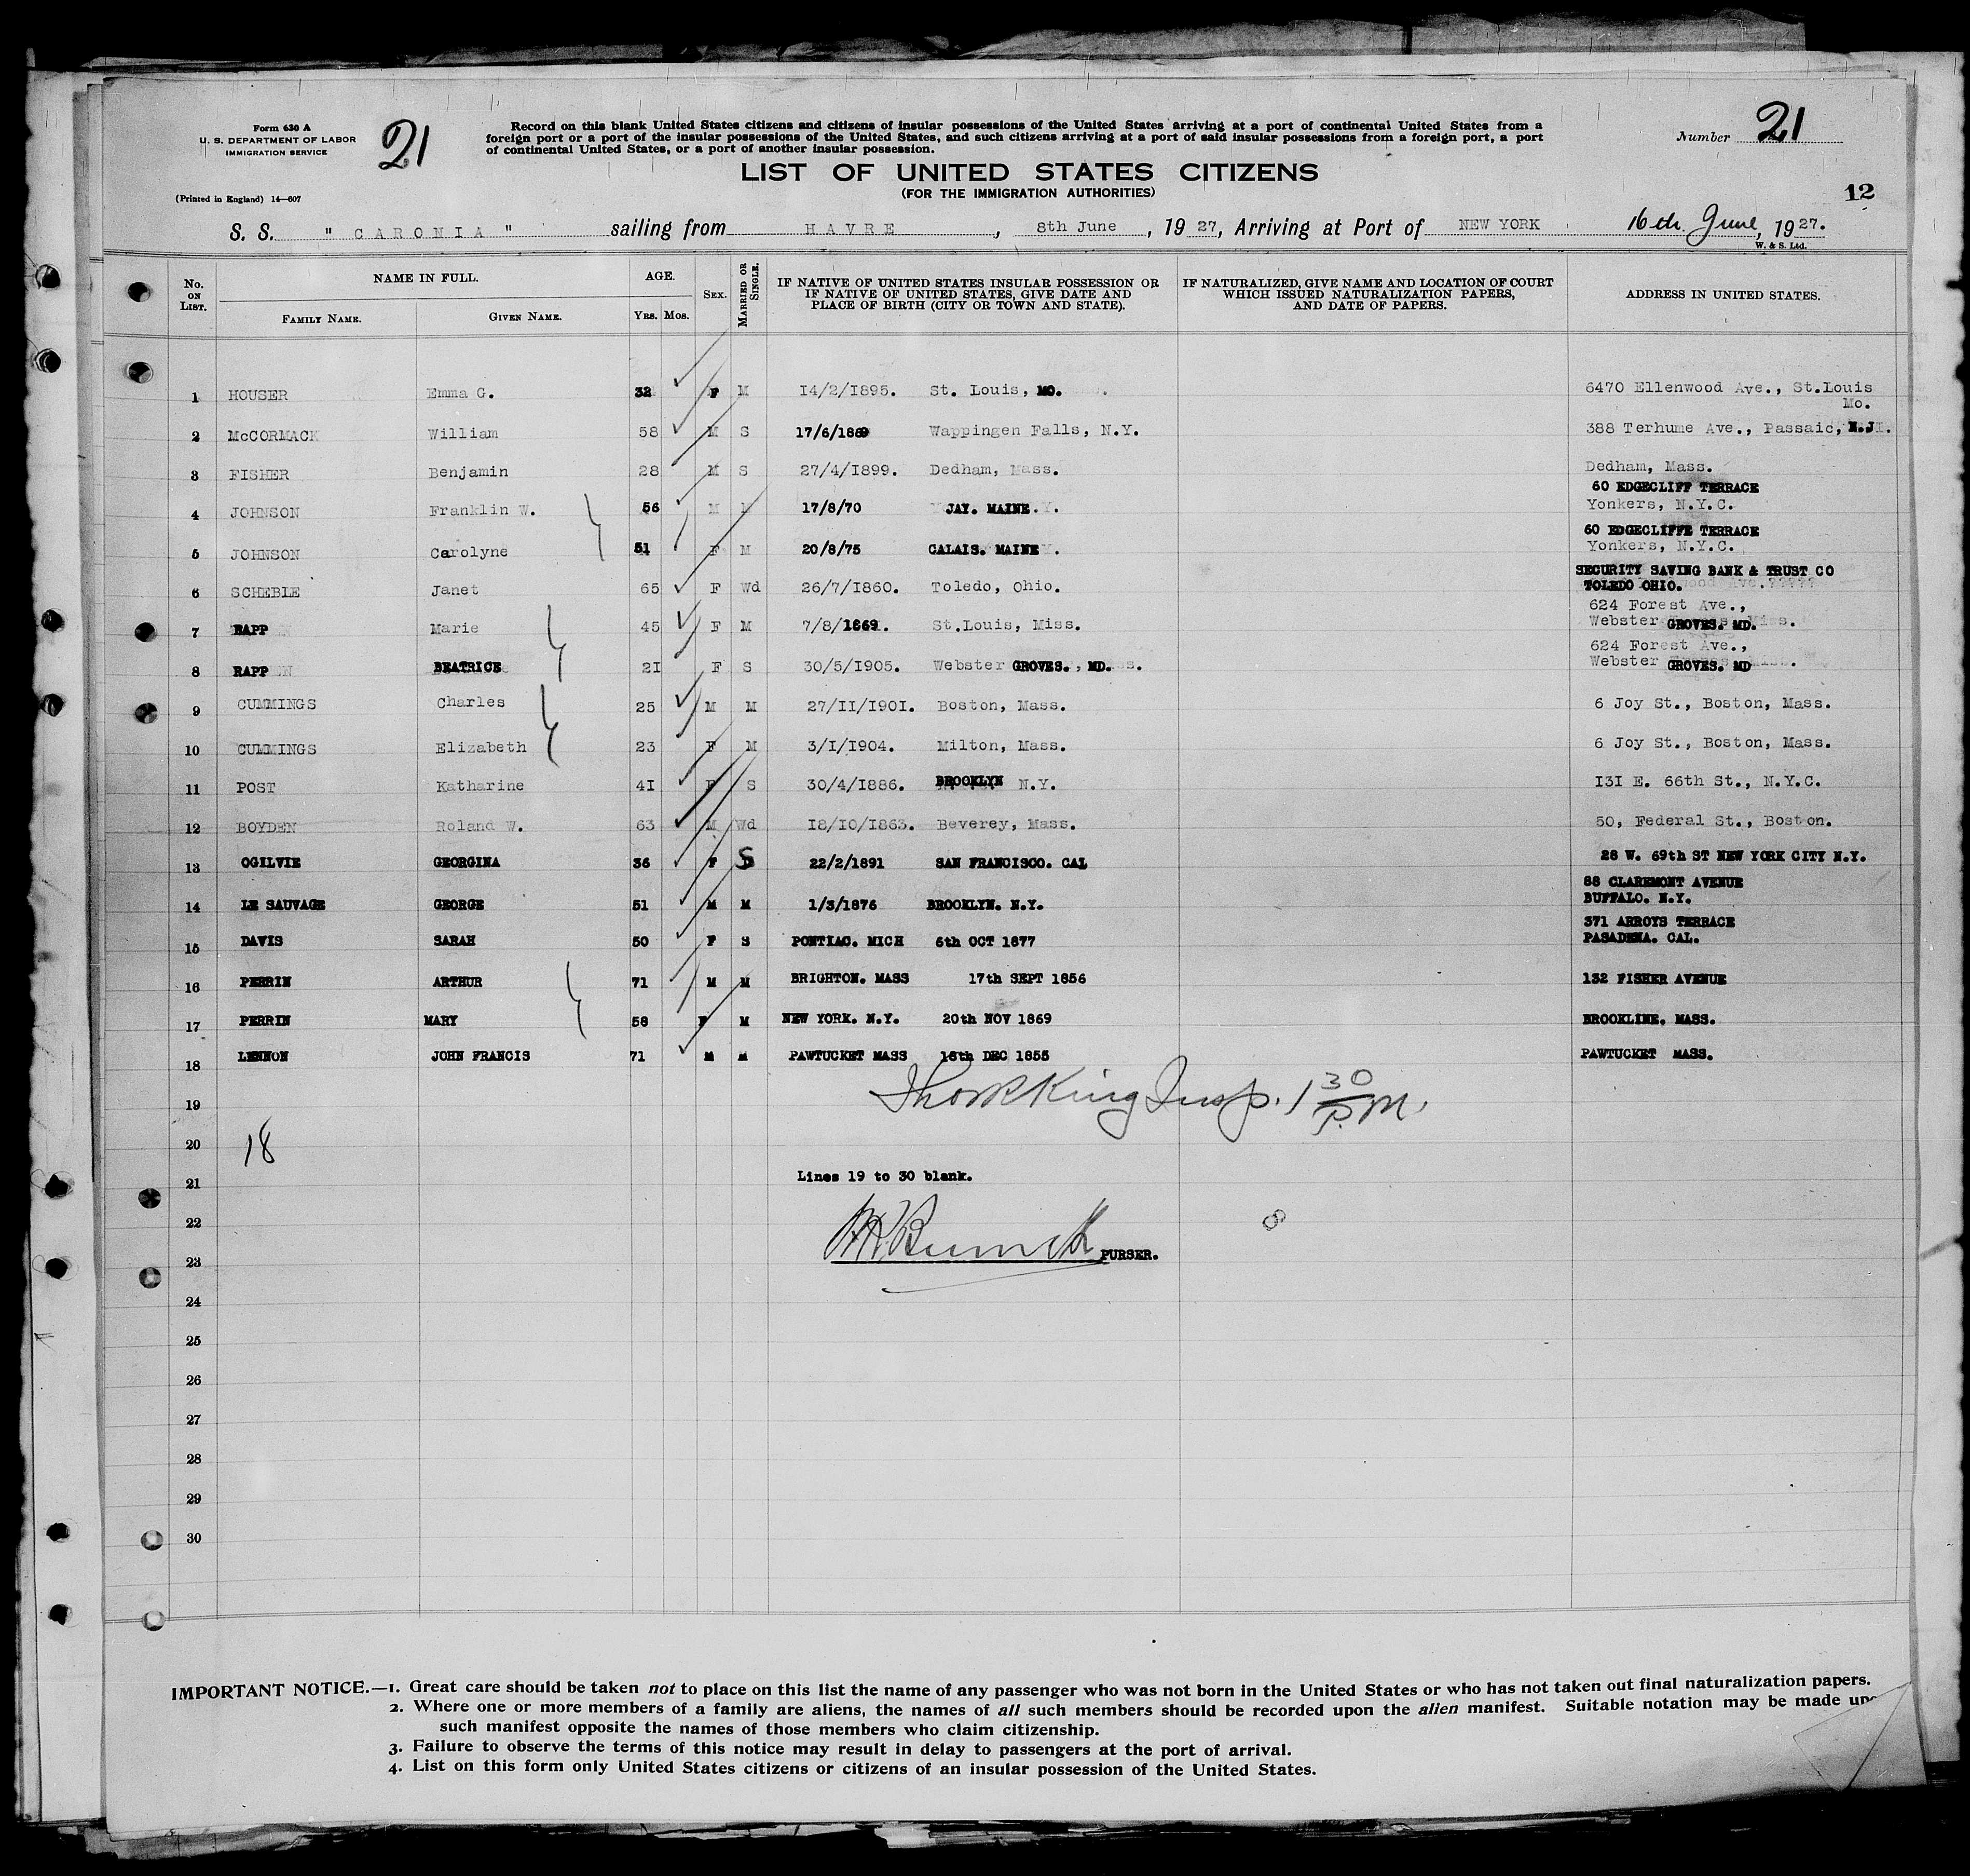 Form 630 A
U. S. DEPARTMENT OF LABOR
IMMIGRATION SERVICE
21
Record on this blank United States citizens and citizens of insular possessions of the United States arriving at a port of continental United States from a
foreign port or a port of the insular possessions of the United States, and such citizens arriving at a port of said insular possessions from a foreign port, a port
of continental United States, or a port of another insular possession.
Number 21
LIST OF UNITED STATES CITIZENS
(FOR THE IMMIGRATION AUTHORITIES)
(Printed in England) 14—607
12
S. S. " CARONIA " sailing from HAVRE, 8th June, 1927, Arriving at Port of NEW YORK 16th June, 1927.
W. & S. Ltd.
No. ON LIST. NAME IN FULL. FAMILY NAME. GIVEN NAME. AGE. YRS. MOS. SEX. MARRIED OR SINGLE. IF NATIVE OF UNITED STATES INSULAR POSSESSION OR IF NATIVE OF UNITED STATES, GIVE DATE AND PLACE OF BIRTH (CITY OR TOWN AND STATE). IF NATURALIZED, GIVE NAME AND LOCATION OF COURT WHICH ISSUED NATURALIZATION PAPERS, AND DATE OF PAPERS. ADDRESS IN UNITED STATES.
1 HOUSER Emma G. 32 F M 14/2/1895. St. Louis, MO. 6470 Ellenwood Ave., St.Louis Mo.
2 McCORMACK William 58 M S 17/6/1869 Wappingen Falls, N.Y. 388 Terhume Ave., Passaic, N.J.
3 FISHER Benjamin 28 M S 27/4/1899. Dedham, Mass. Dedham, Mass.
4 JOHNSON Franklin W. 56 M M 17/8/70 JAY. MAINE. 60 EDGECLIFF TERRACE Yonkers, N.Y.C.
5 JOHNSON Carolyne 51 F M 20/8/75 CALAIS. MAINE. 60 EDGECLIFFE TERRACE Yonkers, N.Y.C.
6 SCHEBLE Janet 65 F Wd 26/7/1860. Toledo, Ohio. SECURITY SAVING BANK & TRUST CO TOLEDO OHIO.
7 RAPP Marie 45 F M 7/8/1869. St.Louis, Miss. 624 Forest Ave., Webster GROVES. MD.
8 RAPP BEATRICE 21 F S 30/5/1905. Webster GROVES., MD. 624 Forest Ave., Webster GROVES. MD
9 CUMMINGS Charles 25 M M 27/11/1901. Boston, Mass. 6 Joy St., Boston, Mass.
10 CUMMINGS Elizabeth 23 F M 3/1/1904. Milton, Mass. 6 Joy St., Boston, Mass.
11 POST Katharine 41 F S 30/4/1886. BROOKLYN N.Y. 131 E. 66th St., N.Y.C.
12 BOYDEN Roland W. 63 M Wd 18/10/1863. Beverey, Mass. 50, Federal St., Boston.
13 OGILVIE GEORGINA 36 F S 22/2/1891 SAN FRANCISCO. CAL 28 W. 69th ST NEW YORK CITY N.Y.
14 LE SAUVAGE GEORGE 51 M M 1/3/1876 BROOKLYN. N.Y. 88 CLAREMONT AVENUE BUFFALO. N.Y.
15 DAVIS SARAH 50 F S PONTIAC. MICH 6th OCT 1877 371 ARROYS TERRACE PASADENA. CAL.
16 PERRIN ARTHUR 71 M M BRIGHTON. MASS 17th SEPT 1856 132 FISHER AVENUE
17 PERRIN MARY 58 F M NEW YORK. N.Y. 20th NOV 1869 BROOKLINE. MASS.
18 LENNON JOHN FRANCIS 71 M M PAWTUCKET MASS 16th DEC 1855 PAWTUCKET MASS.
19 King Insp. 1 30 P.M.
20 18
21 Lines 19 to 30 blank.
22
23 PURSER.
24
25
26
27
28
29
30
IMPORTANT NOTICE.—1. Great care should be taken not to place on this list the name of any passenger who was not born in the United States or who has not taken out final naturalization papers.
2. Where one or more members of a family are aliens, the names of all such members should be recorded upon the alien manifest. Suitable notation may be made upo
such manifest opposite the names of those members who claim citizenship.
3. Failure to observe the terms of this notice may result in delay to passengers at the port of arrival.
4. List on this form only United States citizens or citizens of an insular possession of the United States.